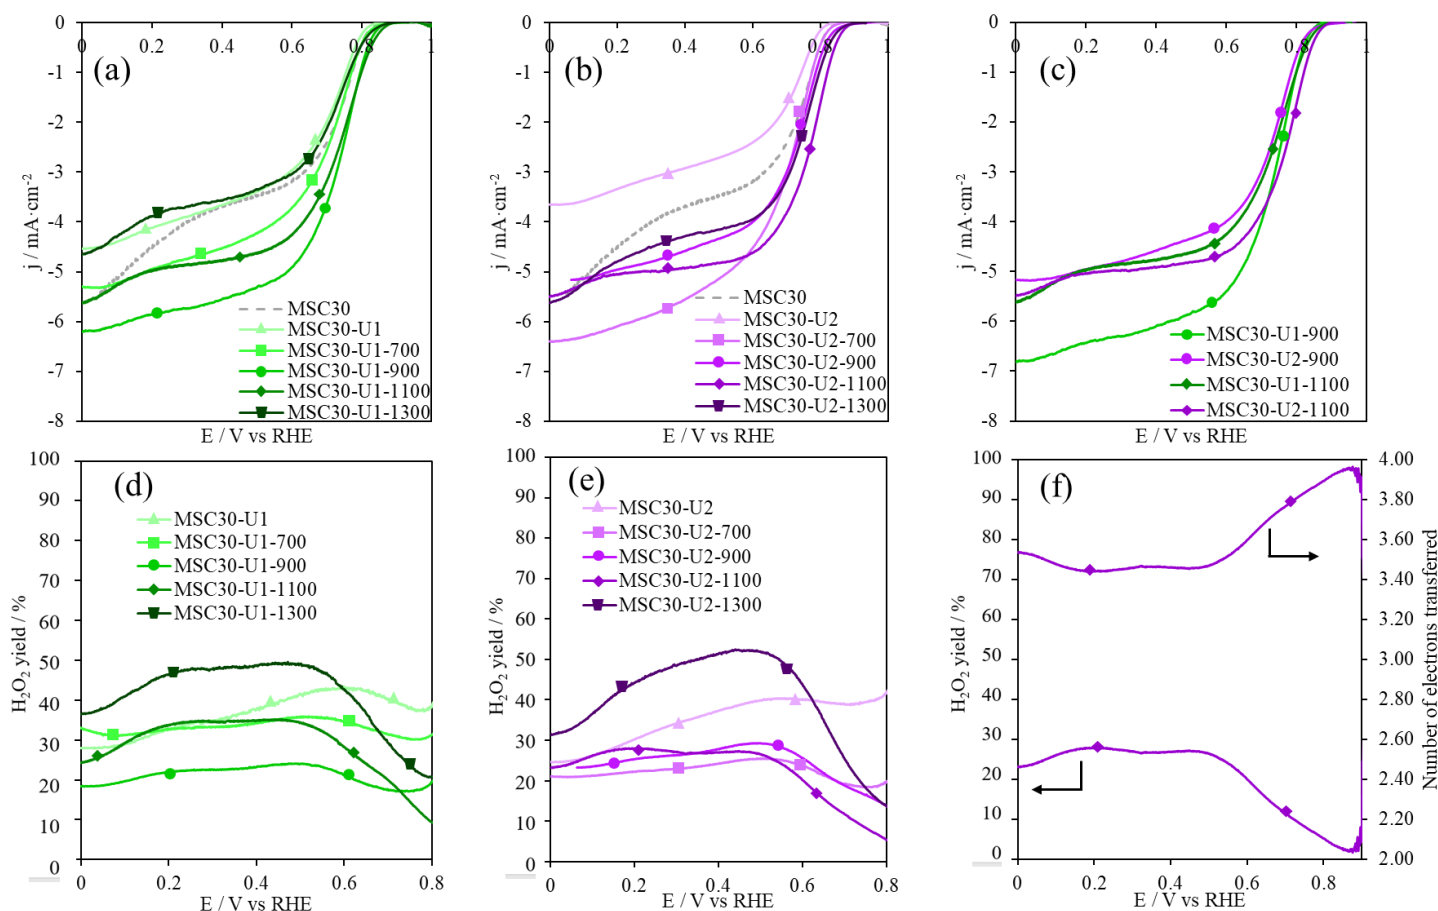 0
0.2
0.4
0.6
0.8
1
-1
-2
-3
-4
-5
-6
-7
-8
(a)
j / mA·cm-2
E / V vs RHE
MSC30
MSC30-U1
MSC30-U1-700
MSC30-U1-900
MSC30-U1-1100
MSC30-U1-1300
0
0.2
0.4
0.6
0.8
1
-1
-2
-3
-4
-5
-6
-7
-8
(b)
j / mA·cm-2
E / V vs RHE
MSC30
MSC30-U2
MSC30-U2-700
MSC30-U2-900
MSC30-U2-1100
MSC30-U2-1300
0
0
0.2
0.4
0.6
0.8
1
-1
-2
-3
-4
-5
-6
-7
-8
(c)
j / mA·cm-2
E / V vs RHE
MSC30-U1-900
MSC30-U2-900
MSC30-U1-1100
MSC30-U2-1100
100
90
80
70
60
50
40
30
20
10
0
(d)
H2O2 yield / %
MSC30-U1
MSC30-U1-700
MSC30-U1-900
MSC30-U1-1100
MSC30-U1-1300
0
0.2
0.4
0.6
0.8
E / V vs RHE
100
90
80
70
60
50
40
30
20
10
0
(e)
H2O2 yield / %
MSC30-U2
MSC30-U2-700
MSC30-U2-900
MSC30-U2-1100
MSC30-U2-1300
0
0.2
0.4
0.6
0.8
E / V vs RHE
100
90
80
70
60
50
40
30
20
10
0
(f)
H2O2 yield / %
0
0.2
0.4
0.6
0.8
E / V vs RHE
4.00
3.80
3.60
3.40
3.20
3.00
2.80
2.60
2.40
2.20
2.00
Number of electrons transferred